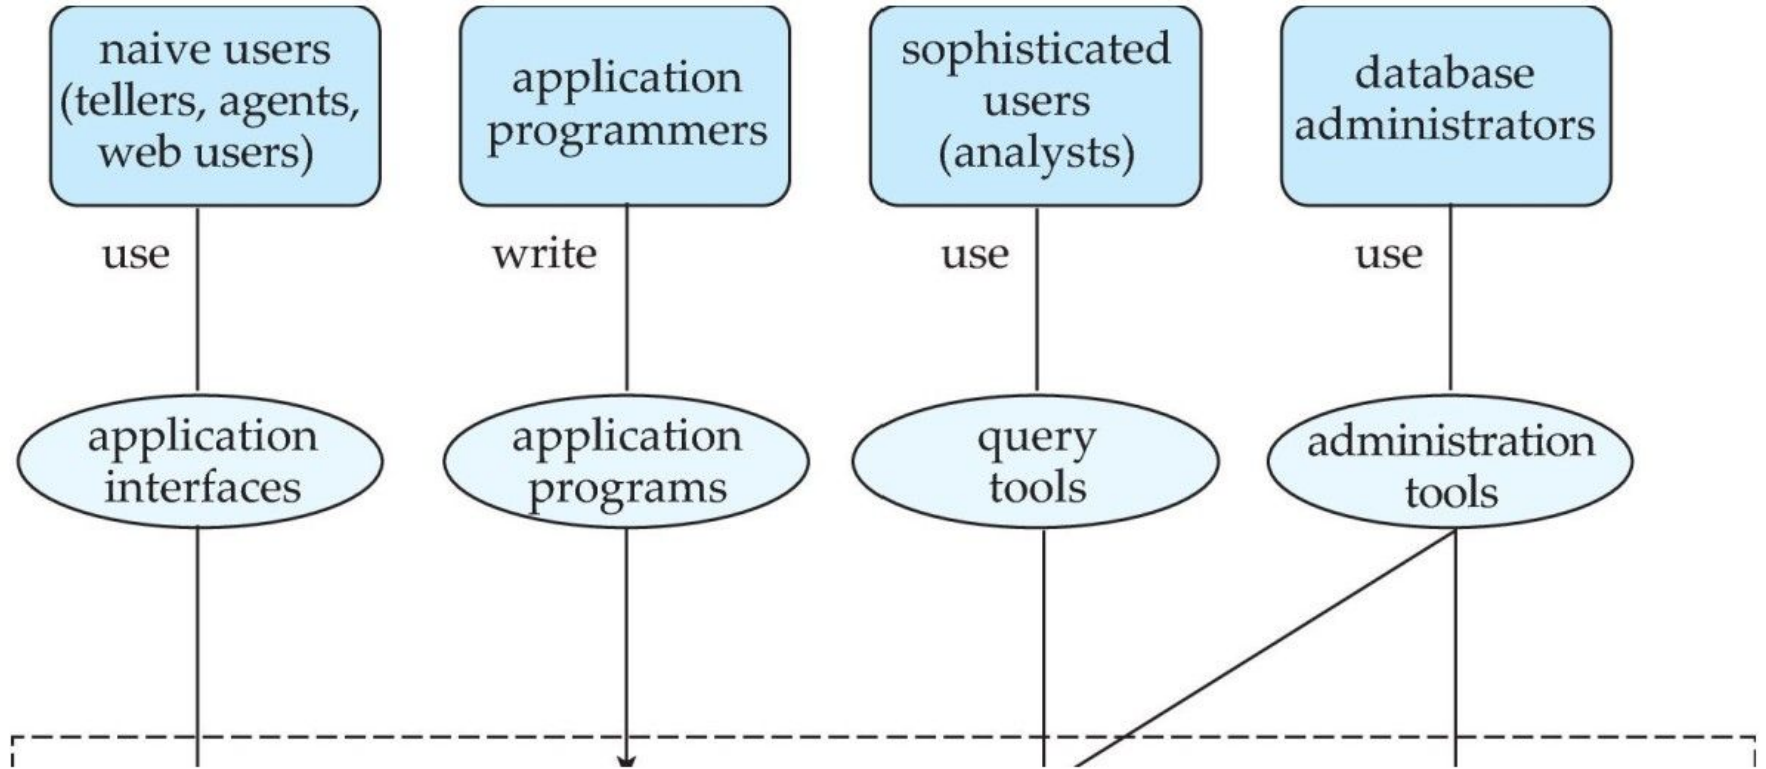 naive users
(tellers, agents,
web users)
application
programmers
sophisticated
users
(analysts)
database
administrators
use
write
use
use
application
interfaces
application
programs
query
tools
administration
tools